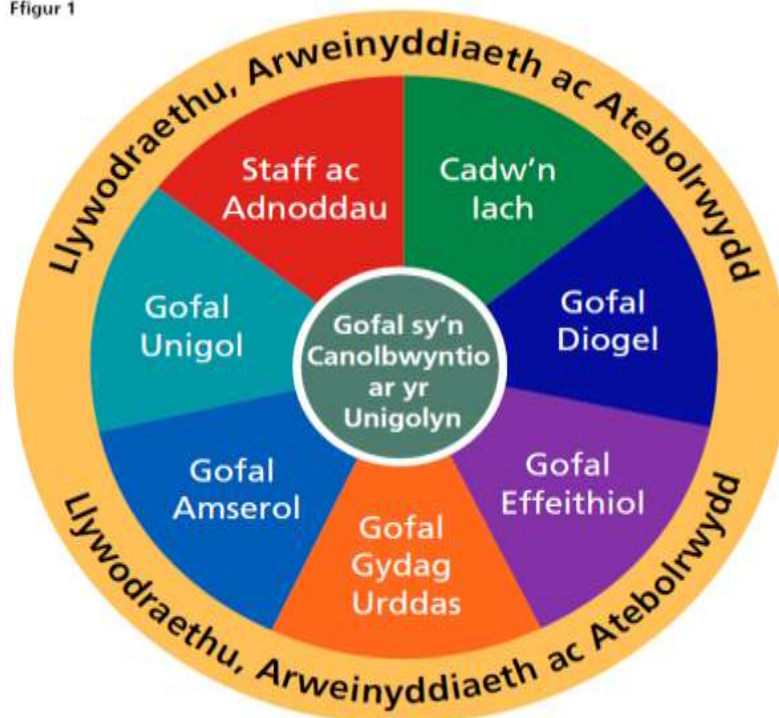 Ffigur 1
Llywodraethu, Arweinyddiaeth ac Atebolrwydd
Staff ac
Adnoddau
Cadw'n
Iach
Gofal
Unigol
Gofal
Diogel
Gofal sy'n
Canolbwyntio
ar yr
Unigolyn
Gofal
Amserol
Gofal
Effeithiol
Gofal
Gydag
Urddas
Llywodraethu, Arweinyddiaeth ac Atebolrwydd